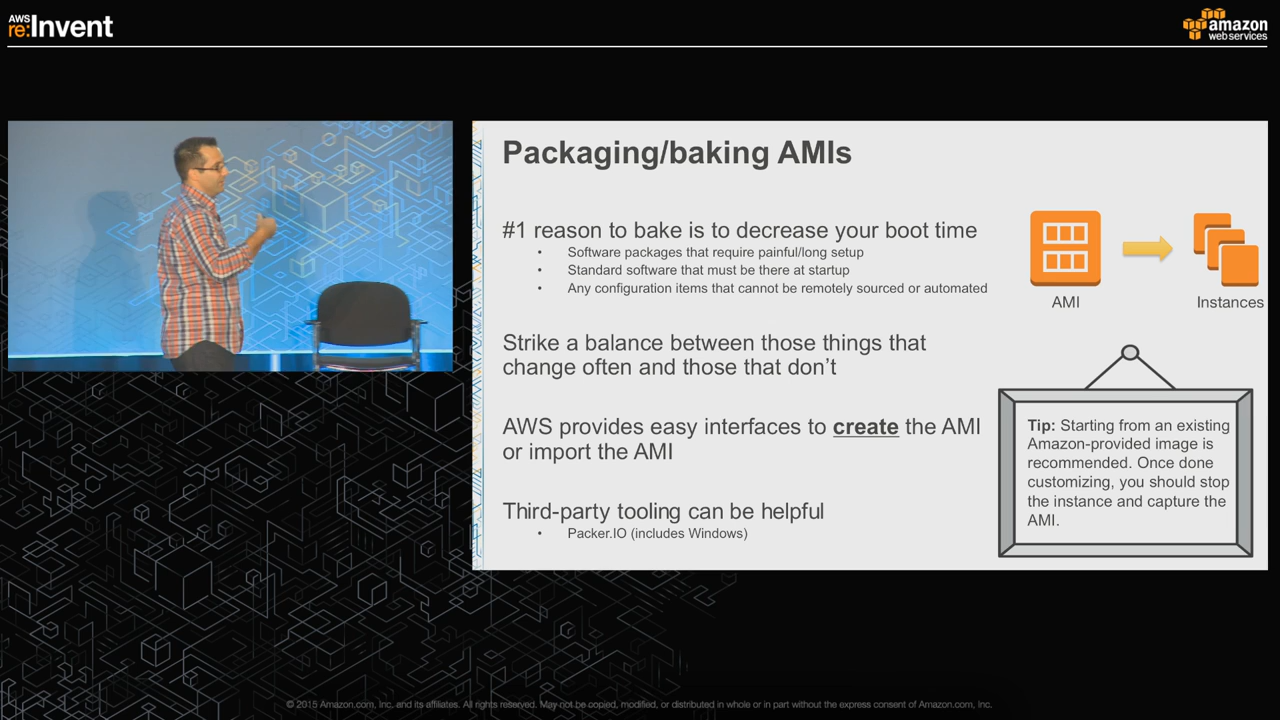 AWS
re:Invent
amazon
web services
Packaging/baking AMIs
#1 reason to bake is to decrease your boot time
• Software packages that require painful/long setup
• Standard software that must be there at startup
• Any configuration items that cannot be remotely sourced or automated
AMI
Instances
Strike a balance between those things that
change often and those that don’t
AWS provides easy interfaces to create the AMI
or import the AMI
Third-party tooling can be helpful
• Packer.IO (includes Windows)
Tip: Starting from an existing
Amazon-provided image is
recommended. Once done
customizing, you should stop
the instance and capture the
AMI.
© 2015 Amazon.com, Inc. and its affiliates. All rights reserved. May not be copied, modified, or distributed in whole or in part without the express consent of Amazon.com, Inc.